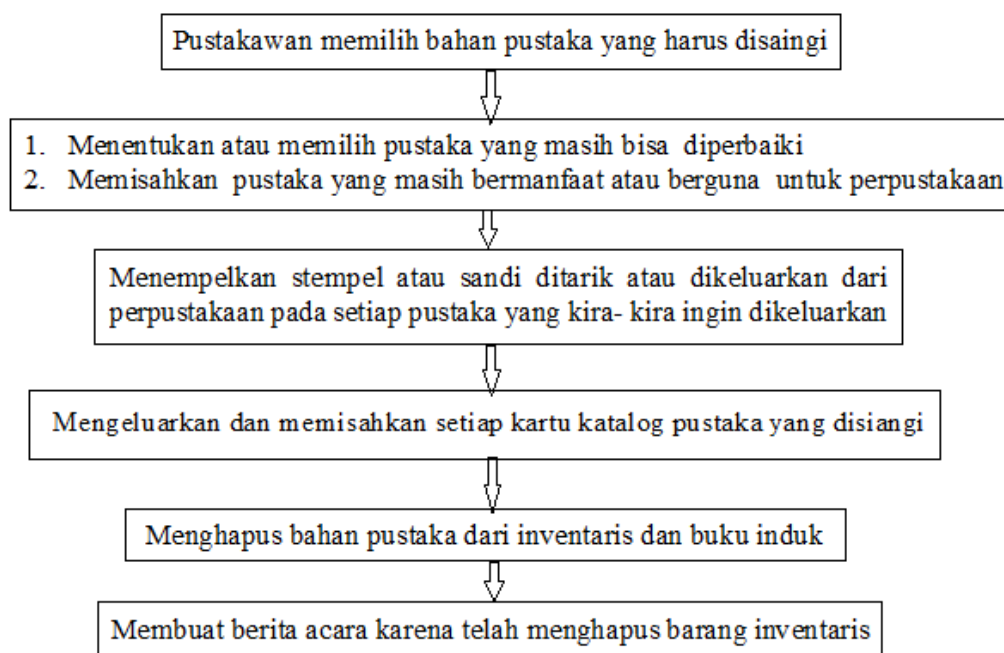 Pustakawan memilih bahan pustaka yang harus disaingi
1. Menentukan atau memilih pustaka yang masih bisa diperbaiki
2. Memisahkan pustaka yang masih bermanfaat atau berguna untuk perpustakaan
Menempelkan stempel atau sandi ditarik atau dikeluarkan dari
perpustakaan pada setiap pustaka yang kira- kira ingin dikeluarkan
Mengeluarkan dan memisahkan setiap kartu katalog pustaka yang disiangi
Menghapus bahan pustaka dari inventaris dan buku induk
Membuat berita acara karena telah menghapus barang inventaris